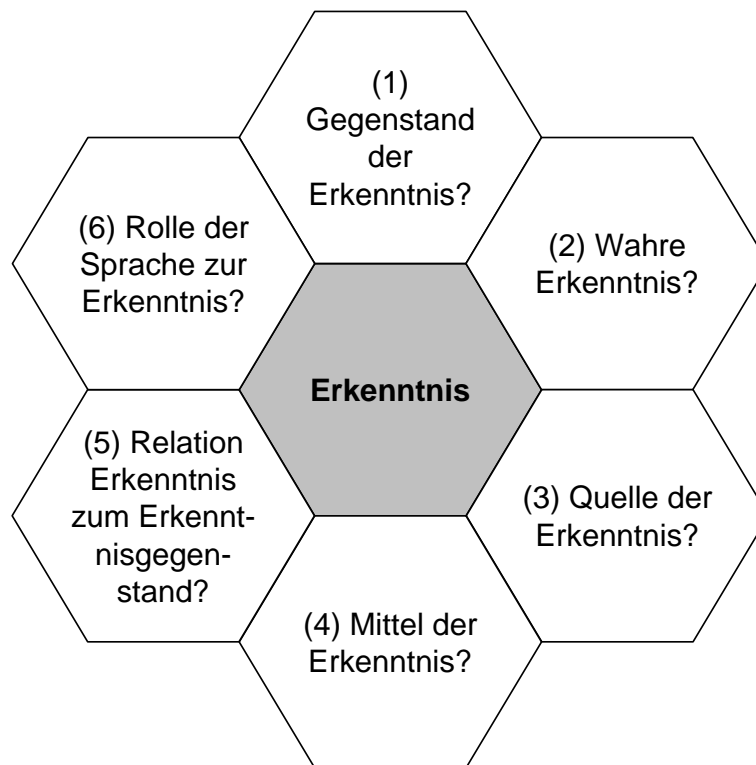 (1)
Gegenstand
der
Erkenntnis?
(2) Wahre
Erkenntnis?
(3) Quelle der
Erkenntnis?
(4) Mittel der
Erkenntnis?
(5) Relation
Erkenntnis
zum Erkennt-
nisgegen-
stand?
(6) Rolle der
Sprache zur
Erkenntnis?
Erkenntnis